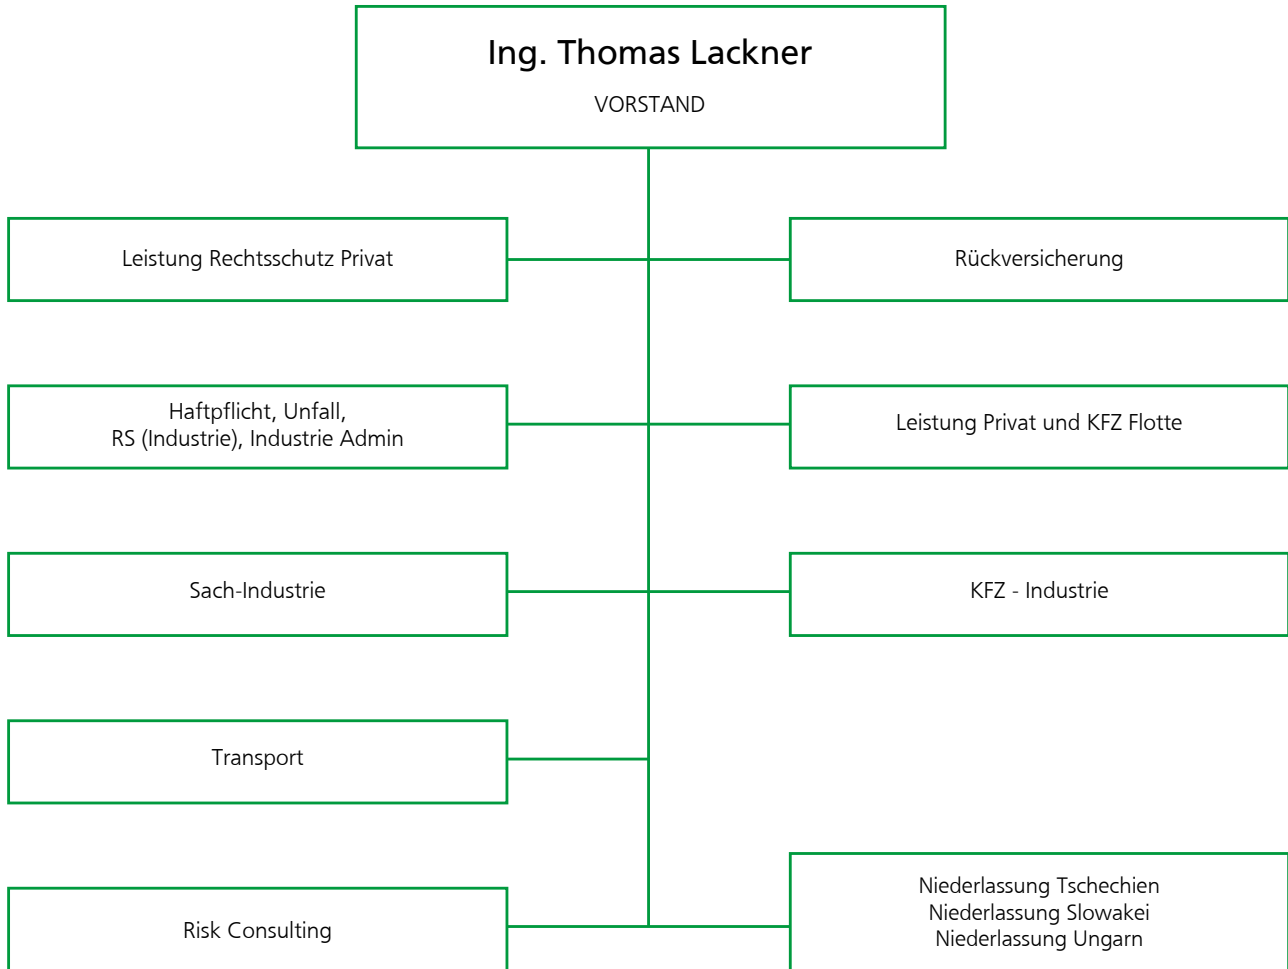 Ing. Thomas Lackner
VORSTAND
Leistung Rechtsschutz Privat
Rückversicherung
Haftpflicht, Unfall,
RS (Industrie), Industrie Admin
Leistung Privat und KFZ Flotte
Sach-Industrie
KFZ - Industrie
Transport
Risk Consulting
Niederlassung Tschechien
Niederlassung Slowakei
Niederlassung Ungarn